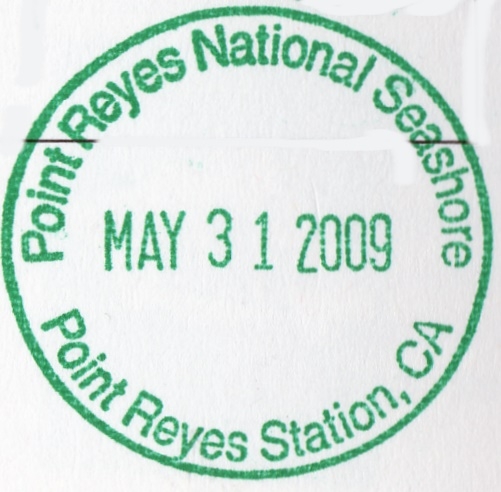 Point Reyes National Seashore
MAY 31 2009
Point Reyes Station, CA